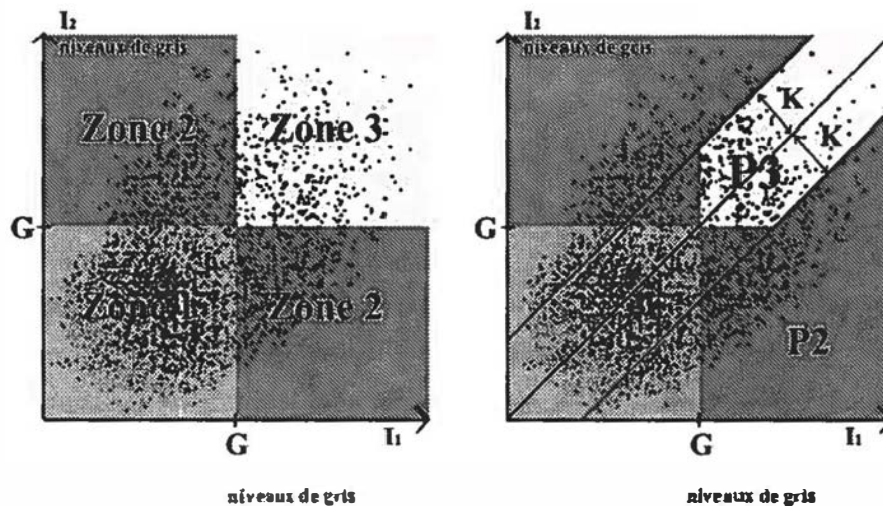 I₂
niveaux de gris
Zone 2
Zone 3
G
Zone 1
Zone 2
G
I₁
niveaux de gris
I₂
niveaux de gris
K
K
P3
G
P2
G
I₁
niveaux de gris